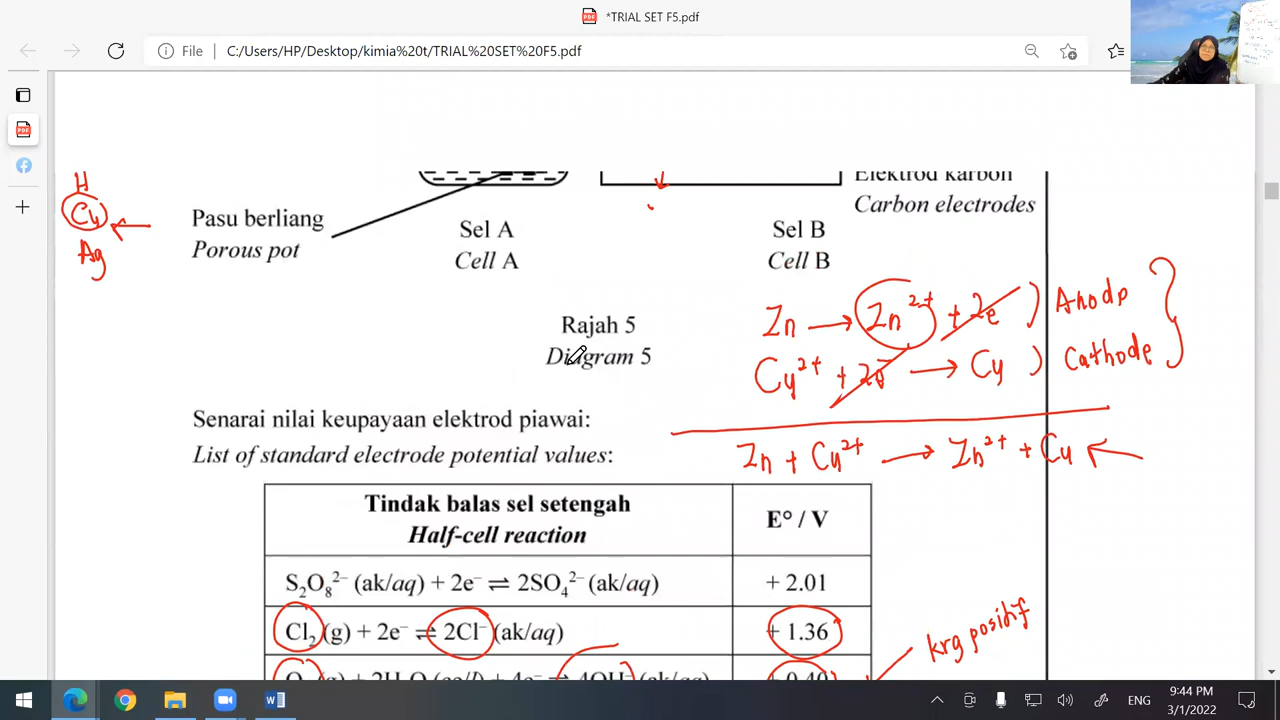 *TRIAL SET F5.pdf
File C:/Users/HP/Desktop/kimia%20t/TRIAL%20SET%20F5.pdf
Elektrod karbon
Carbon electrodes
H
Cu
Ag
Pasu berliang
Porous pot
Sel A
Cell A
Sel B
Cell B
Rajah 5
Diagram 5
Zn → Zn²⁺ + 2e ) Anode
Cu²⁺ + 2e⁻ → Cu ) Cathode
Zn + Cu²⁺ → Zn²⁺ + Cu ←
Senarai nilai keupayaan elektrod piawai:
List of standard electrode potential values:
Tindak balas sel setengah
Half-cell reaction
E° / V
S₂O₈²⁻ (ak/aq) + 2e⁻ ⇌ 2SO₄²⁻ (ak/aq) + 2.01
Cl₂ (g) + 2e⁻ ⇌ 2Cl⁻ (ak/aq) + 1.36
krg positif
ENG
9:44 PM
3/1/2022